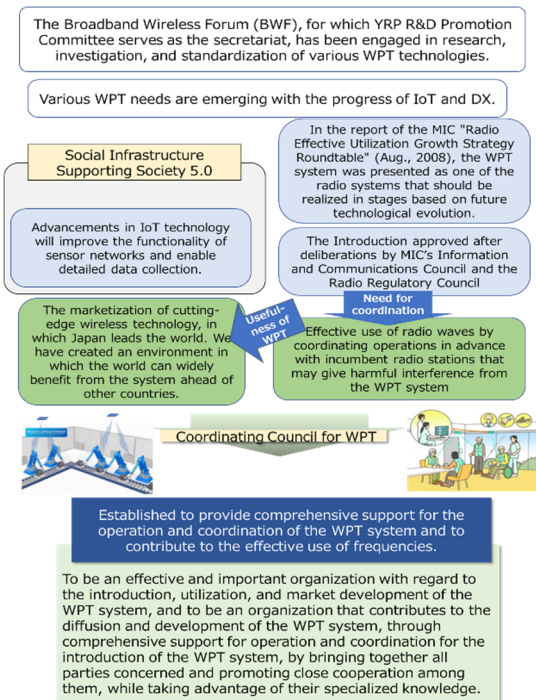 The Broadband Wireless Forum (BWF), for which YRP R&D Promotion
Committee serves as the secretariat, has been engaged in research,
investigation, and standardization of various WPT technologies.
Various WPT needs are emerging with the progress of IoT and DX.
Social Infrastructure
Supporting Society 5.0
Advancements in IoT technology
will improve the functionality of
sensor networks and enable
detailed data collection.
In the report of the MIC "Radio
Effective Utilization Growth Strategy
Roundtable" (Aug., 2008), the WPT
system was presented as one of the
radio systems that should be
realized in stages based on future
technological evolution.
The Introduction approved after
deliberations by MIC's Information
and Communications Council and the
Radio Regulatory Council
Need for
coordination
Useful-
ness of
WPT
The marketization of cutting-
edge wireless technology, in
which Japan leads the world. We
have created an environment in
which the world can widely
benefit from the system ahead of
other countries.
Effective use of radio waves by
coordinating operations in advance
with incumbent radio stations that
may give harmful interference from
the WPT system
Coordinating Council for WPT
Established to provide comprehensive support for the
operation and coordination of the WPT system and to
contribute to the effective use of frequencies.
To be an effective and important organization with regard to
the introduction, utilization, and market development of the
WPT system, and to be an organization that contributes to the
diffusion and development of the WPT system, through
comprehensive support for operation and coordination for the
introduction of the WPT system, by bringing together all
parties concerned and promoting close cooperation among
them, while taking advantage of their specialized knowledge.